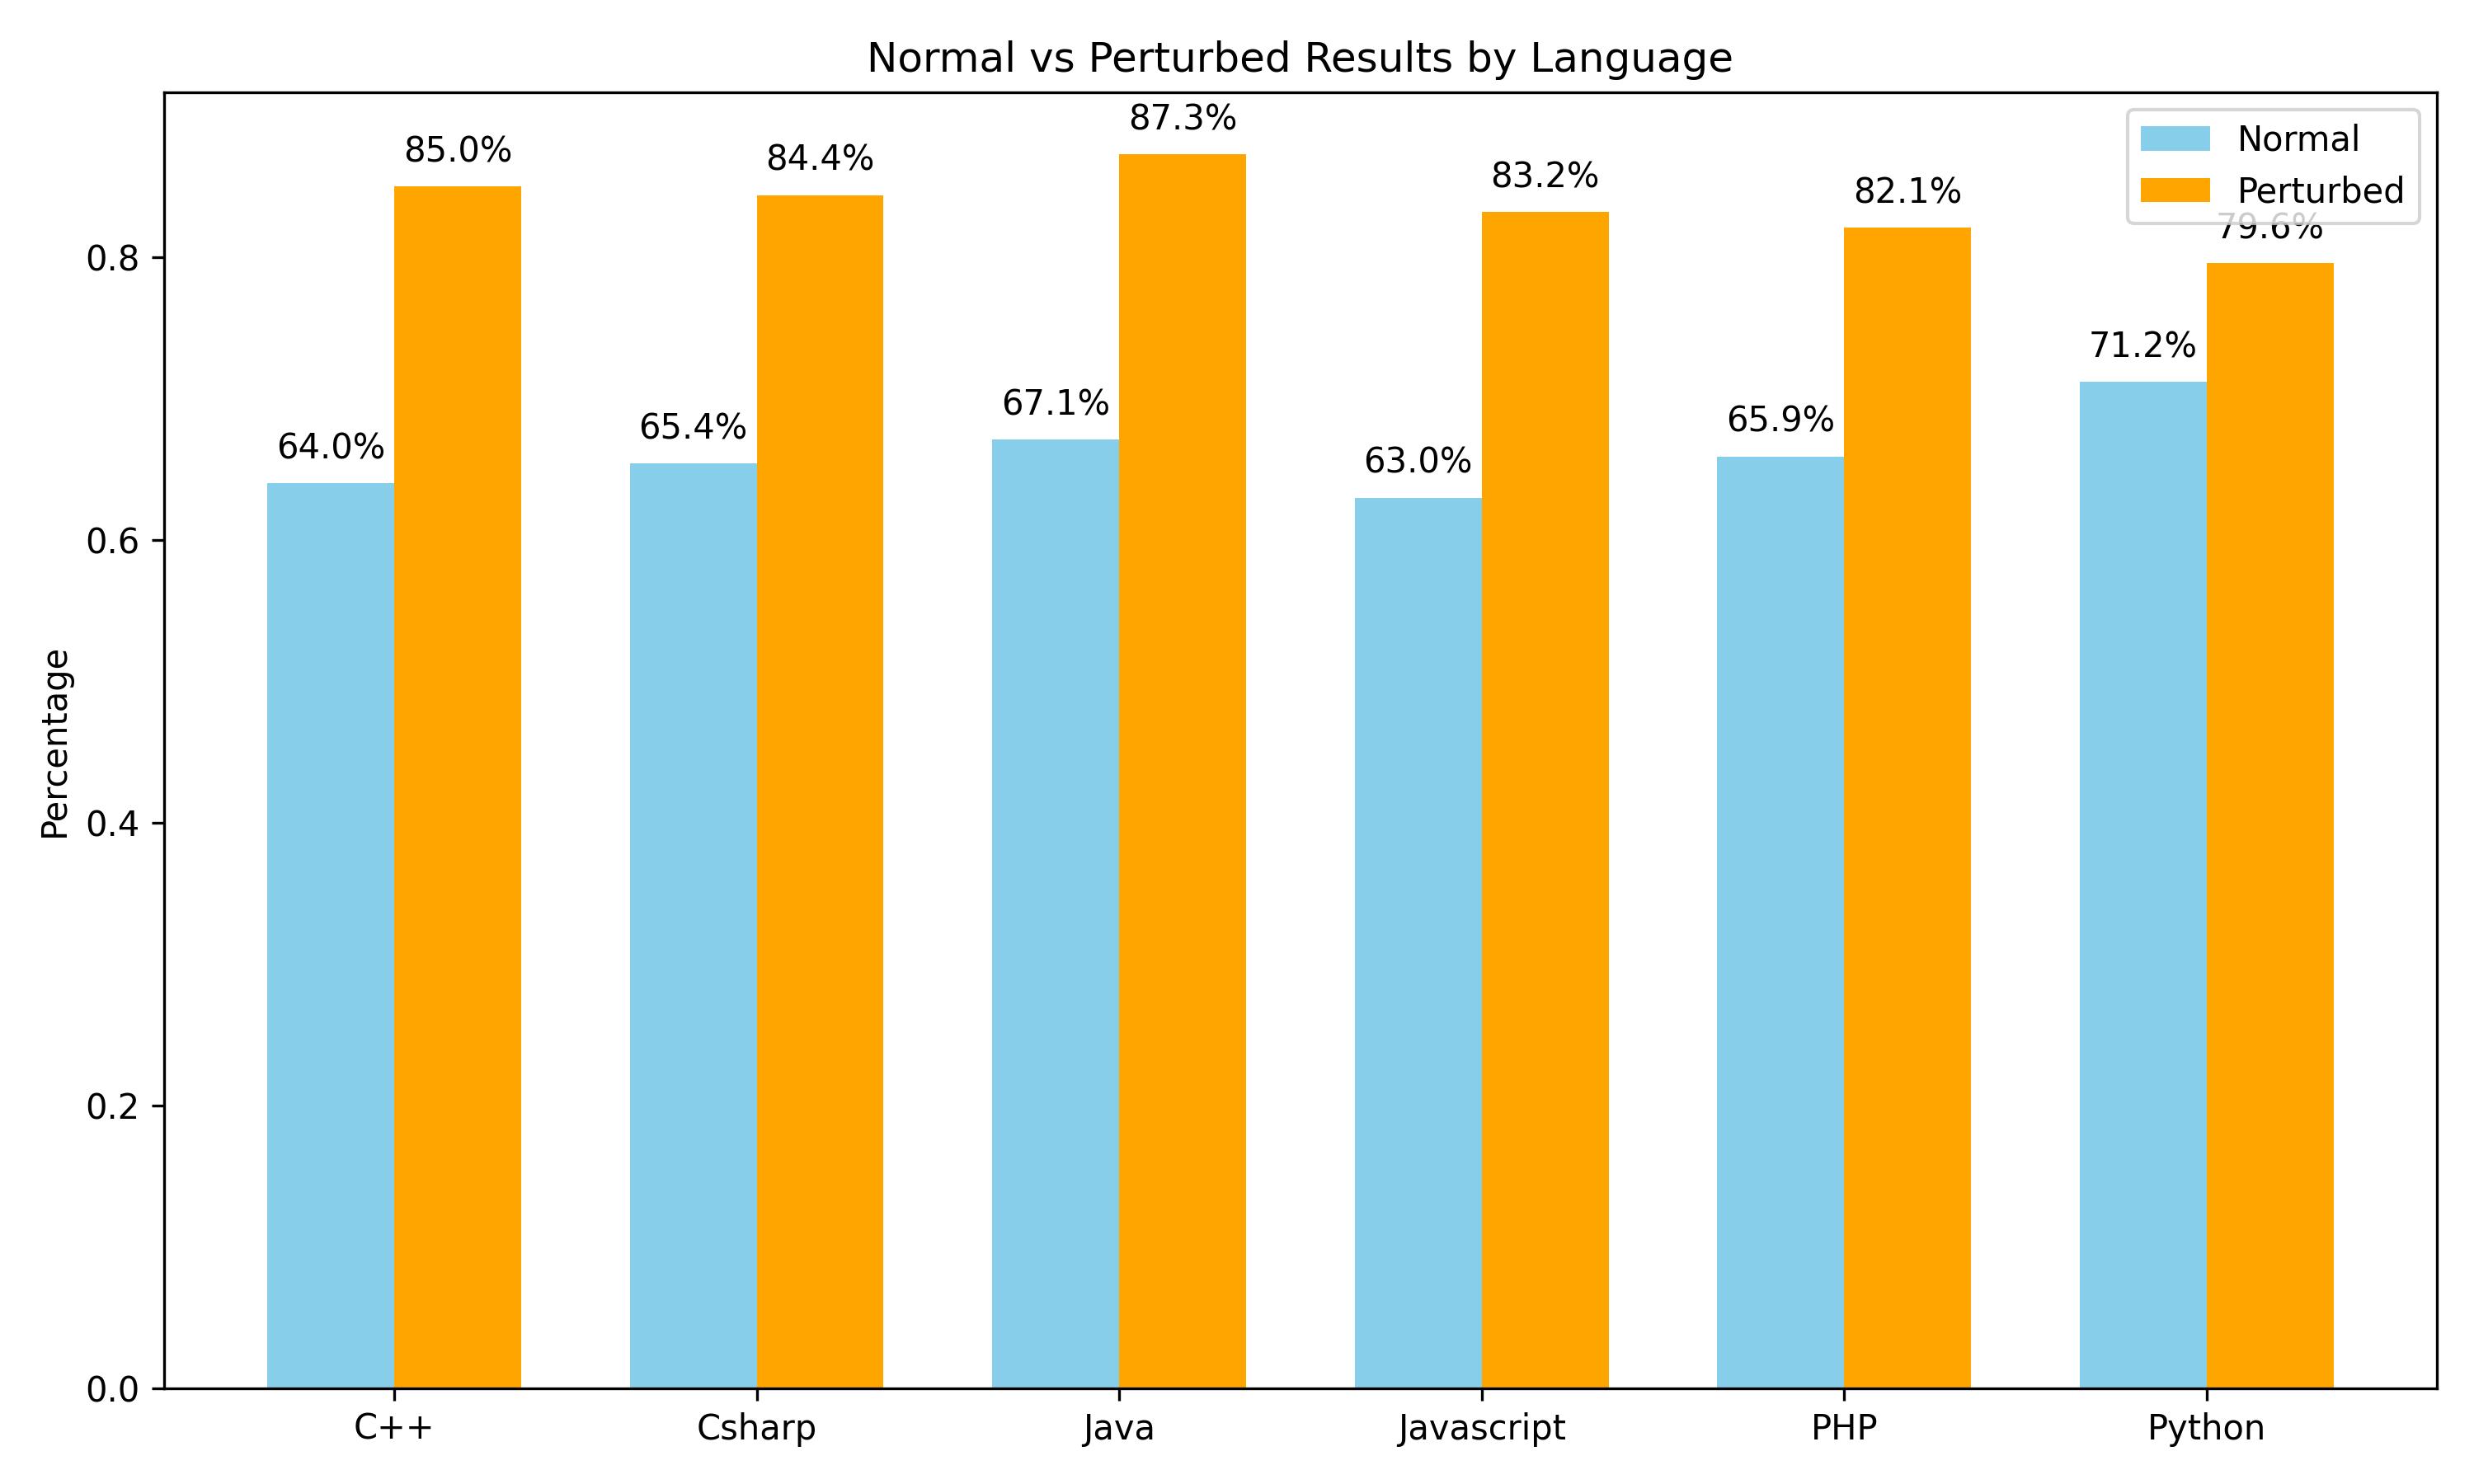 Normal vs Perturbed Results by Language
Normal
Perturbed
85.0%
84.4%
87.3%
83.2%
82.1%
79.6%
64.0%
65.4%
67.1%
63.0%
65.9%
71.2%
0.8
0.6
0.4
0.2
0.0
Percentage
C++
Csharp
Java
Javascript
PHP
Python